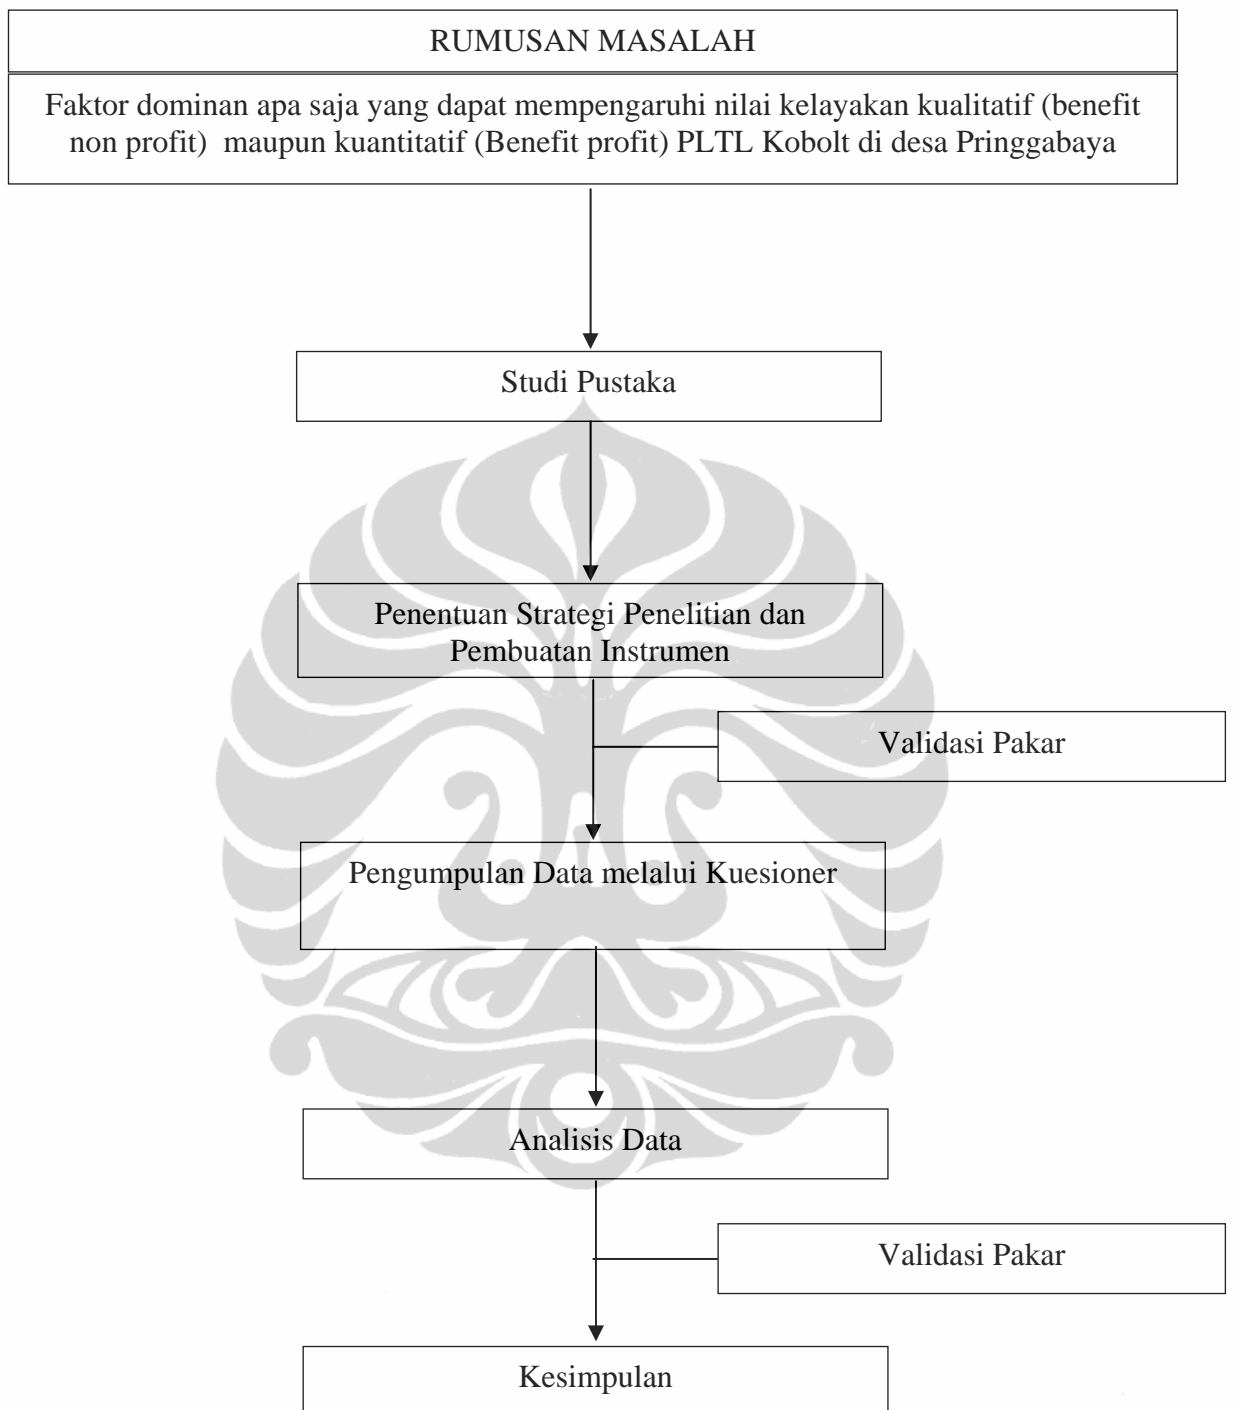 RUMUSAN MASALAH
Faktor dominan apa saja yang dapat mempengaruhi nilai kelayakan kualitatif (benefit
non profit) maupun kuantitatif (Benefit profit) PLTL Kobolt di desa Pringgabaya
Studi Pustaka
Penentuan Strategi Penelitian dan
Pembuatan Instrumen
Validasi Pakar
Pengumpulan Data melalui Kuesioner
Analisis Data
Validasi Pakar
Kesimpulan